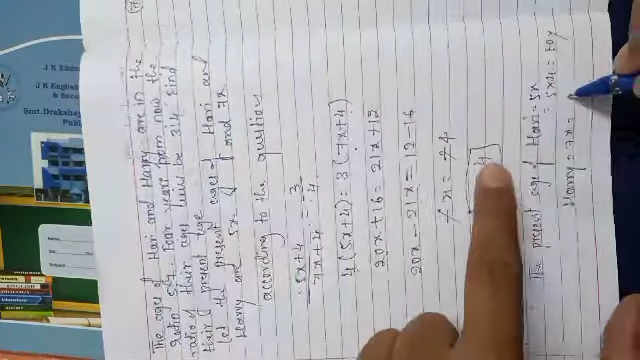 The ages of Hari and Harry are in the
ratio 5:7. Four years from now the
ratio of their ages will be 3:4. Find
their present age
Let the present ages of Hari and
Harry are 5x and 7x
according to the question
5x+4 / 7x+4 = 3/4
4(5x+4) = 3(7x+4)
20x+16 = 21x+12
20x-21x = 12-16
The present age of Hari = 5x
= 5x4 = 20y
Harry = 7x =
J K
Smt.